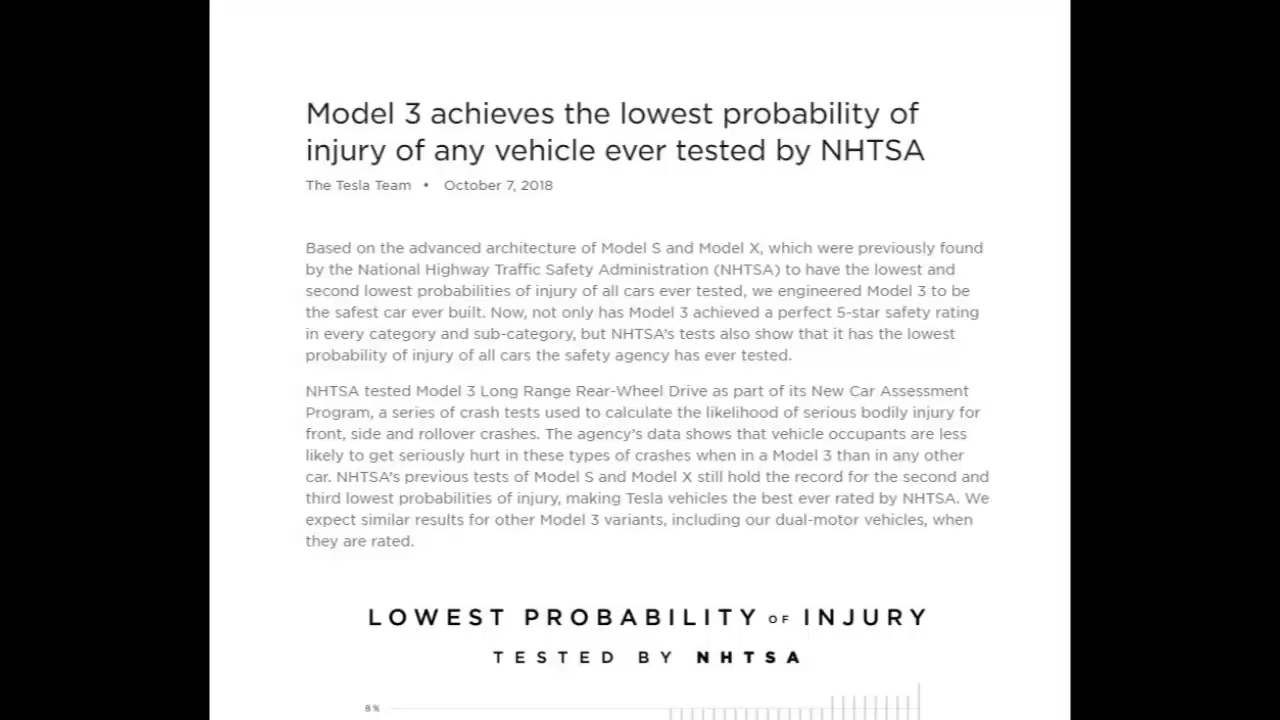 Model 3 achieves the lowest probability of
injury of any vehicle ever tested by NHTSA
The Tesla Team • October 7, 2018
Based on the advanced architecture of Model S and Model X, which were previously found
by the National Highway Traffic Safety Administration (NHTSA) to have the lowest and
second lowest probabilities of injury of all cars ever tested, we engineered Model 3 to be
the safest car ever built. Now, not only has Model 3 achieved a perfect 5-star safety rating
in every category and sub-category, but NHTSA's tests also show that it has the lowest
probability of injury of all cars the safety agency has ever tested.
NHTSA tested Model 3 Long Range Rear-Wheel Drive as part of its New Car Assessment
Program, a series of crash tests used to calculate the likelihood of serious bodily injury for
front, side and rollover crashes. The agency's data shows that vehicle occupants are less
likely to get seriously hurt in these types of crashes when in a Model 3 than in any other
car. NHTSA's previous tests of Model S and Model X still hold the record for the second and
third lowest probabilities of injury, making Tesla vehicles the best ever rated by NHTSA. We
expect similar results for other Model 3 variants, including our dual-motor vehicles, when
they are rated.
LOWEST PROBABILITY OF INJURY
TESTED BY NHTSA
8%